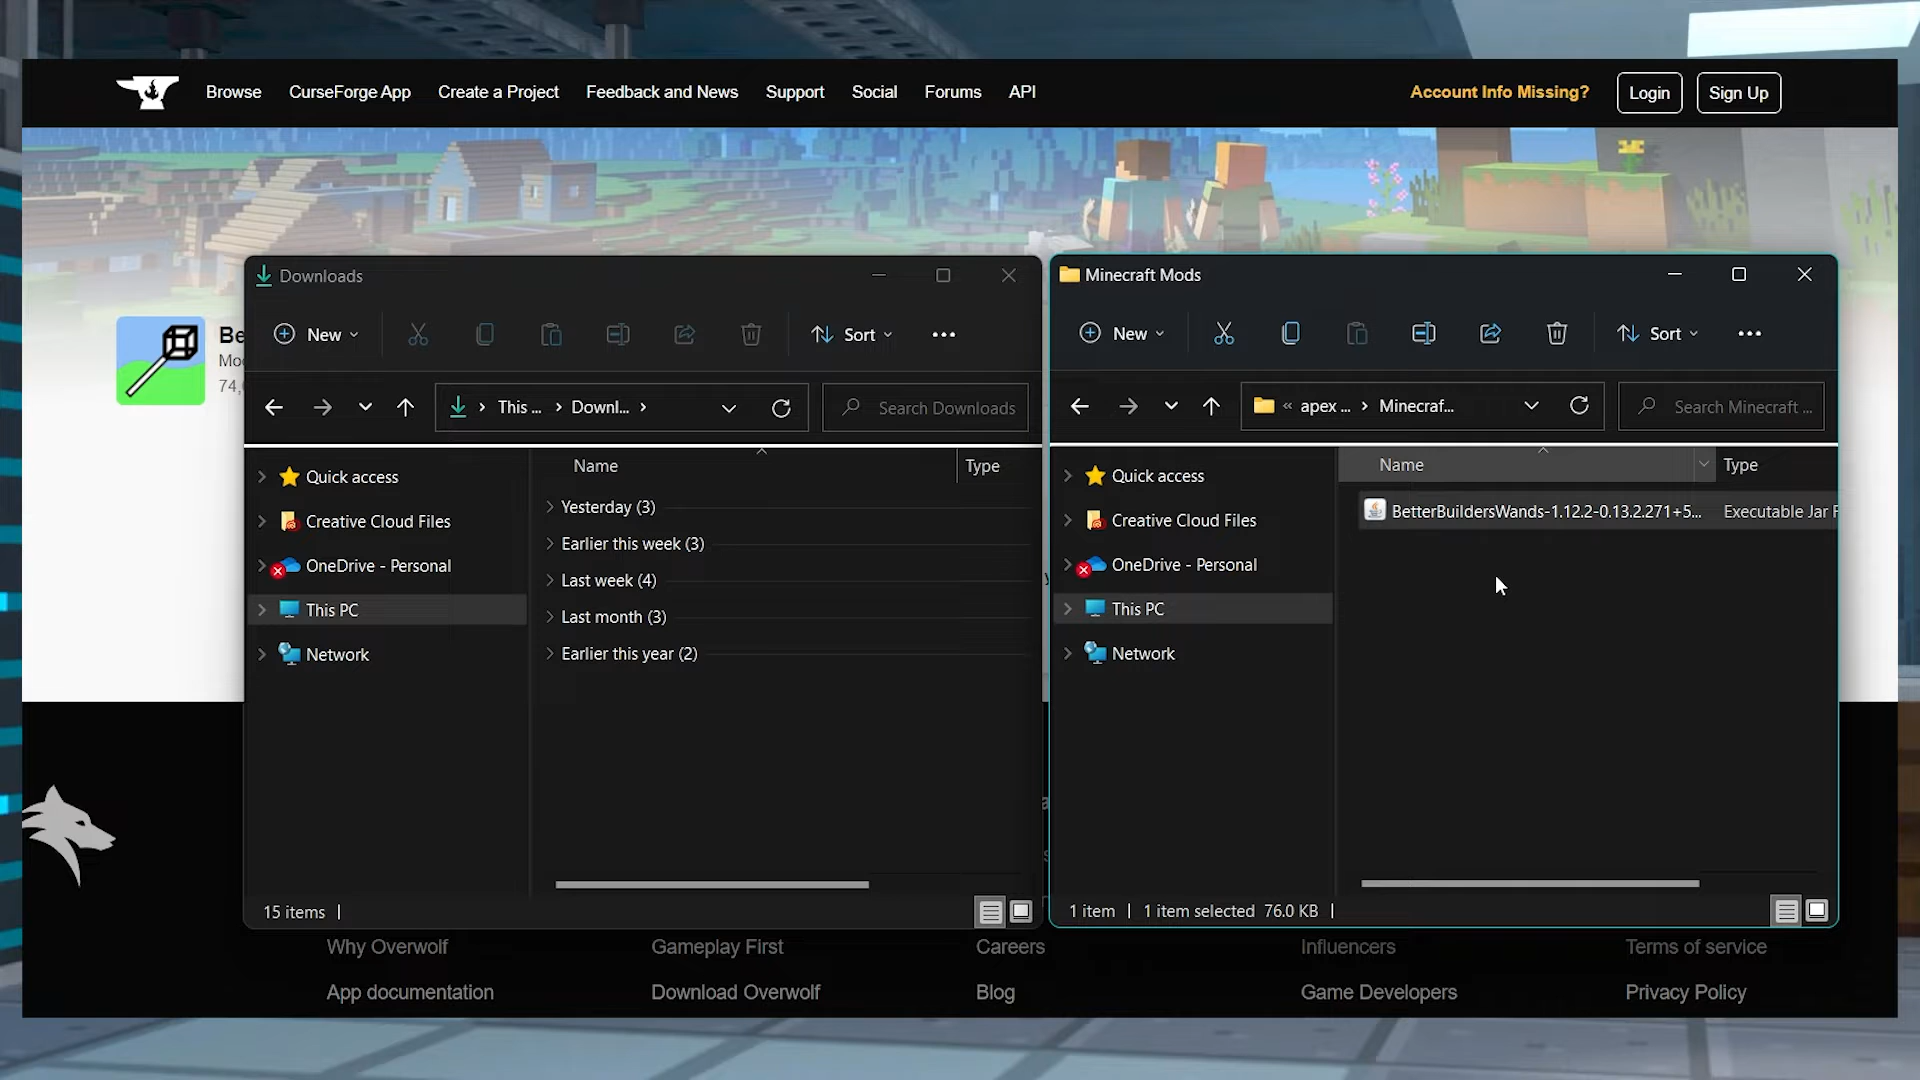 Browse CurseForge App Create a Project Feedback and News Support Social Forums API Account Info Missing? Login Sign Up
Be
Mo
74,
Downloads
New Sort
This ... Downl... Search Downloads
Name Type
Quick access
Creative Cloud Files
OneDrive - Personal
This PC
Network
Yesterday (3)
Earlier this week (3)
Last week (4)
Last month (3)
Earlier this year (2)
15 items
Minecraft Mods
New Sort
« apex ... Minecraf... Search Minecraft ...
Name Type
Quick access
Creative Cloud Files
OneDrive - Personal
This PC
Network
BetterBuildersWands-1.12.2-0.13.2.271+5... Executable Jar F
1 item 1 item selected 76.0 KB
Why Overwolf Gameplay First Careers Influencers Terms of service
App documentation Download Overwolf Blog Game Developers Privacy Policy